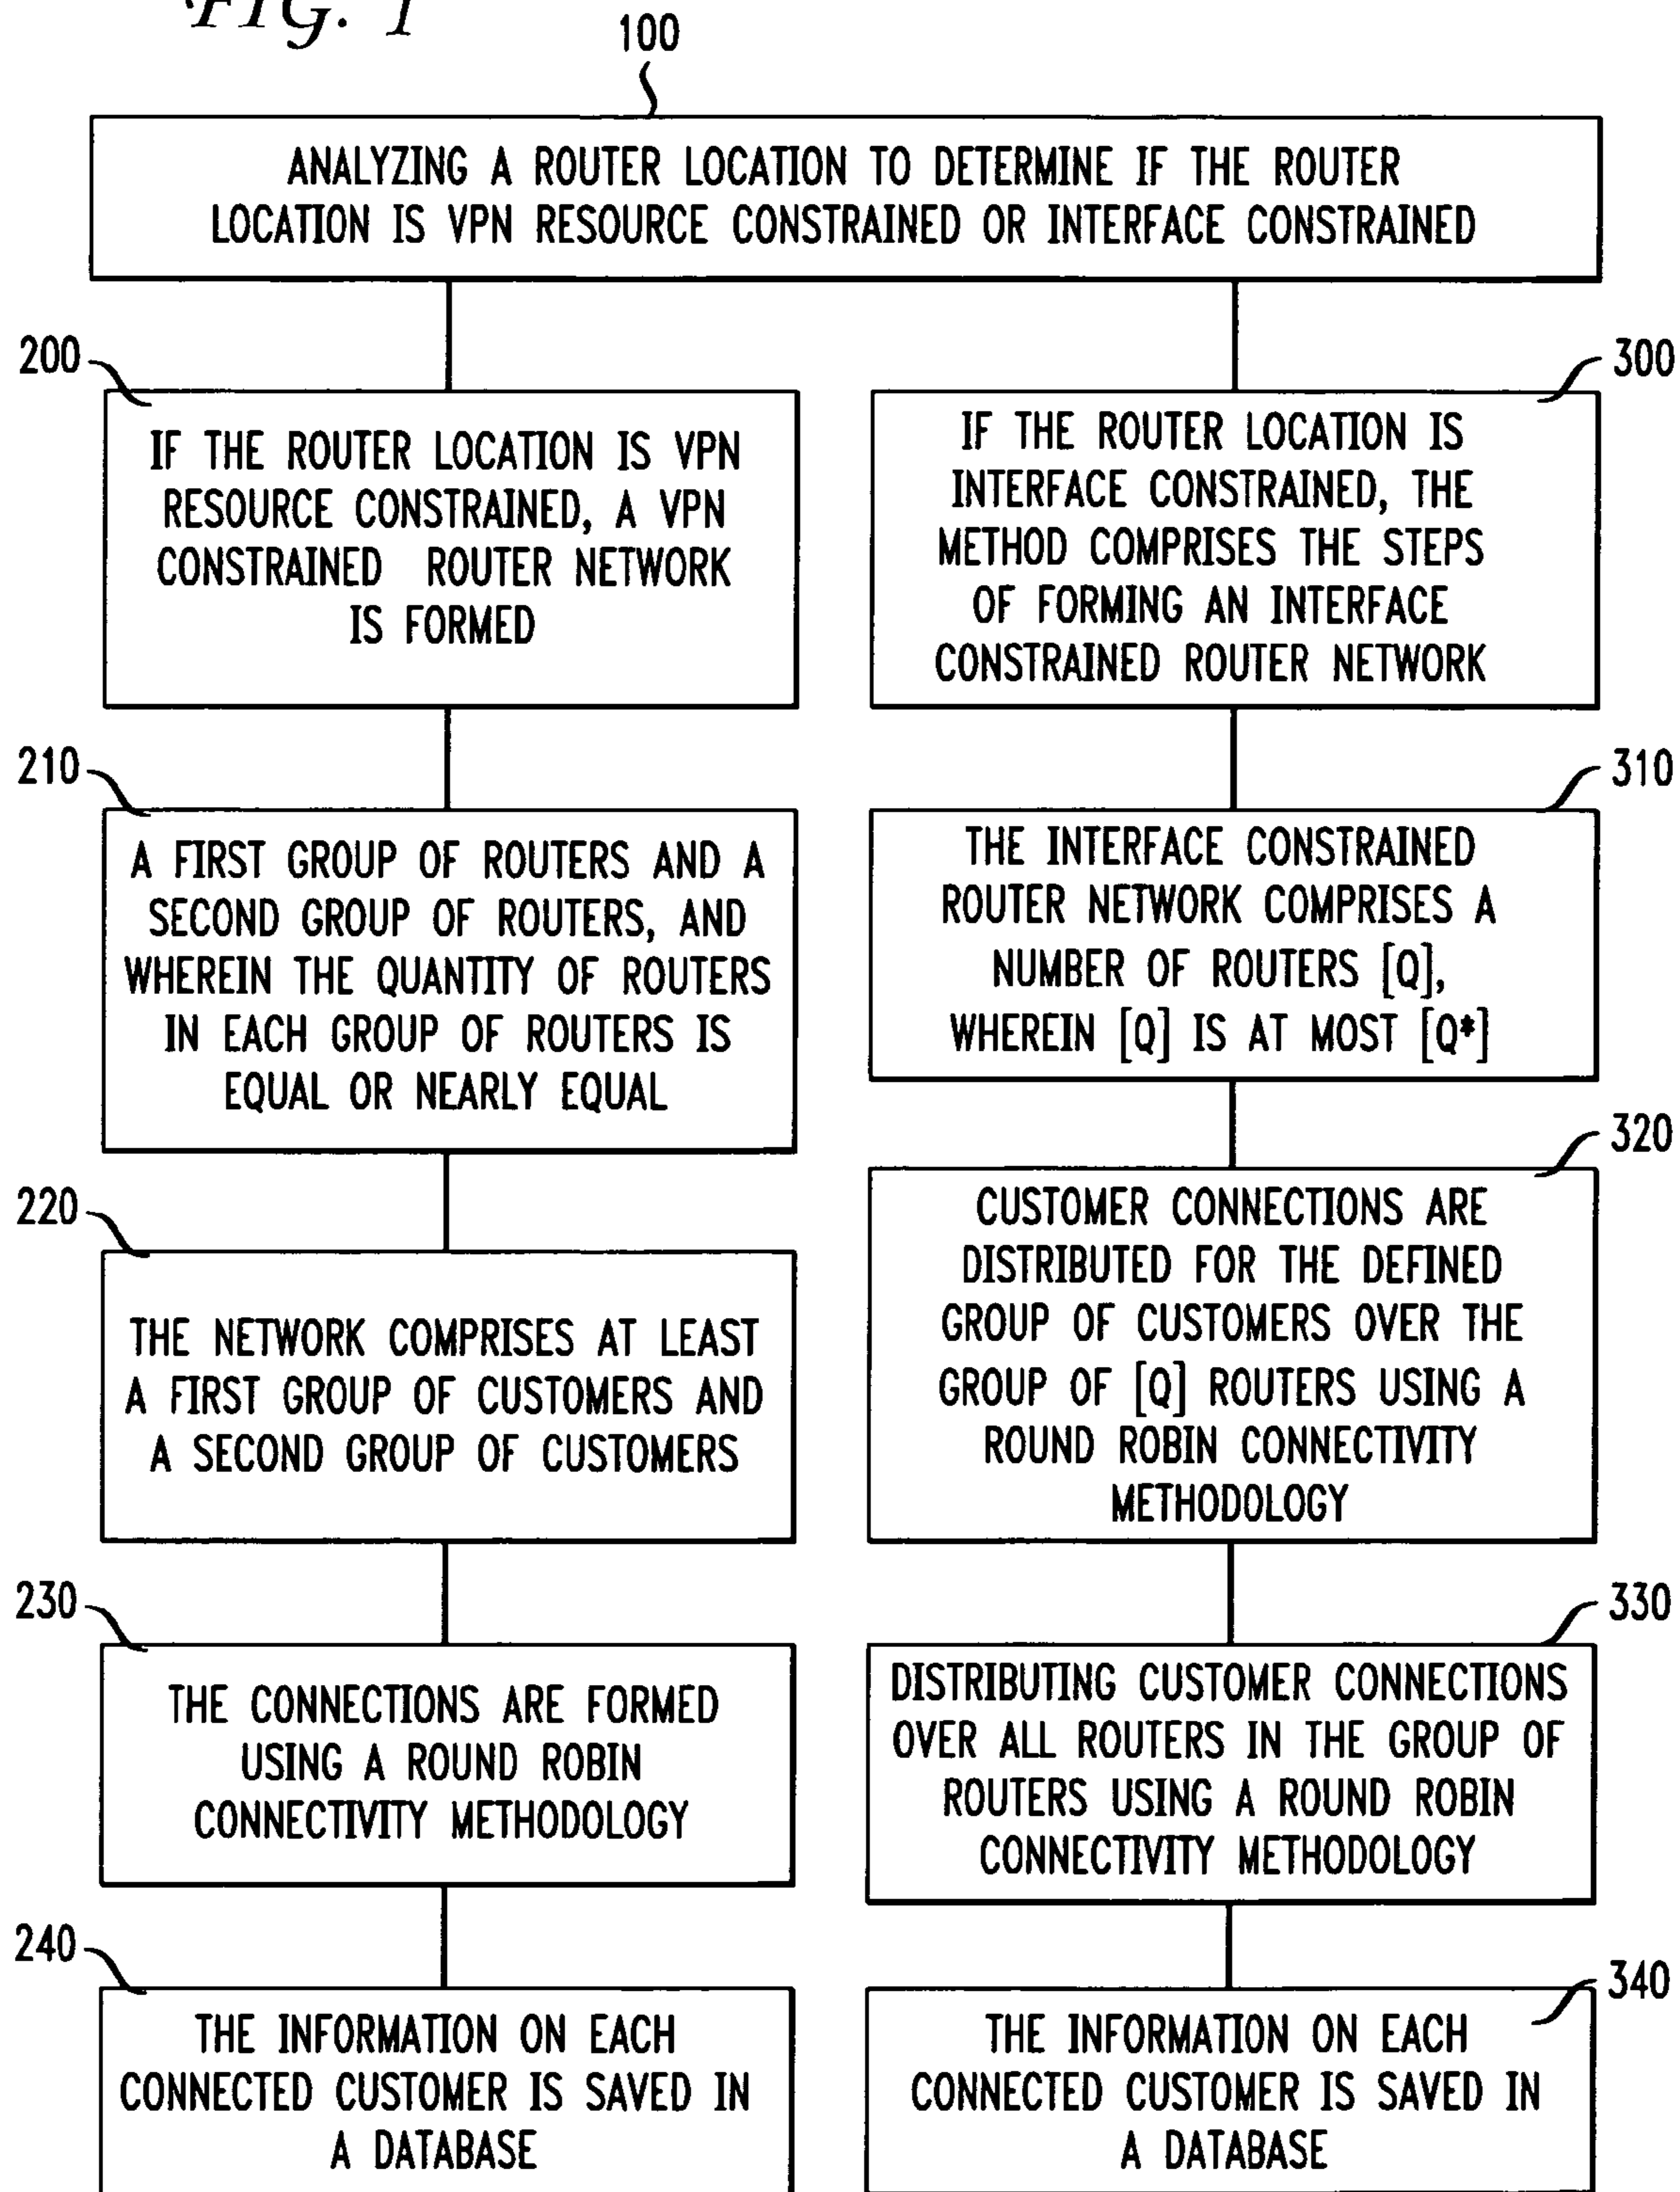 FIG. 1
100
ANALYZING A ROUTER LOCATION TO DETERMINE IF THE ROUTER
LOCATION IS VPN RESOURCE CONSTRAINED OR INTERFACE CONSTRAINED
200
IF THE ROUTER LOCATION IS VPN
RESOURCE CONSTRAINED, A VPN
CONSTRAINED ROUTER NETWORK
IS FORMED
210
A FIRST GROUP OF ROUTERS AND A
SECOND GROUP OF ROUTERS, AND
WHEREIN THE QUANTITY OF ROUTERS
IN EACH GROUP OF ROUTERS IS
EQUAL OR NEARLY EQUAL
220
THE NETWORK COMPRISES AT LEAST
A FIRST GROUP OF CUSTOMERS AND
A SECOND GROUP OF CUSTOMERS
230
THE CONNECTIONS ARE FORMED
USING A ROUND ROBIN
CONNECTIVITY METHODOLOGY
240
THE INFORMATION ON EACH
CONNECTED CUSTOMER IS SAVED IN
A DATABASE
300
IF THE ROUTER LOCATION IS
INTERFACE CONSTRAINED, THE
METHOD COMPRISES THE STEPS
OF FORMING AN INTERFACE
CONSTRAINED ROUTER NETWORK
310
THE INTERFACE CONSTRAINED
ROUTER NETWORK COMPRISES A
NUMBER OF ROUTERS [Q],
WHEREIN [Q] IS AT MOST [Q*]
320
CUSTOMER CONNECTIONS ARE
DISTRIBUTED FOR THE DEFINED
GROUP OF CUSTOMERS OVER THE
GROUP OF [Q] ROUTERS USING A
ROUND ROBIN CONNECTIVITY
METHODOLOGY
330
DISTRIBUTING CUSTOMER CONNECTIONS
OVER ALL ROUTERS IN THE GROUP OF
ROUTERS USING A ROUND ROBIN
CONNECTIVITY METHODOLOGY
340
THE INFORMATION ON EACH
CONNECTED CUSTOMER IS SAVED IN
A DATABASE